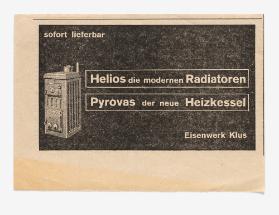 sofort lieferbar
Helios die modernen Radiatoren
Pyrovas der neue Heizkessel
Eisenwerk Klus